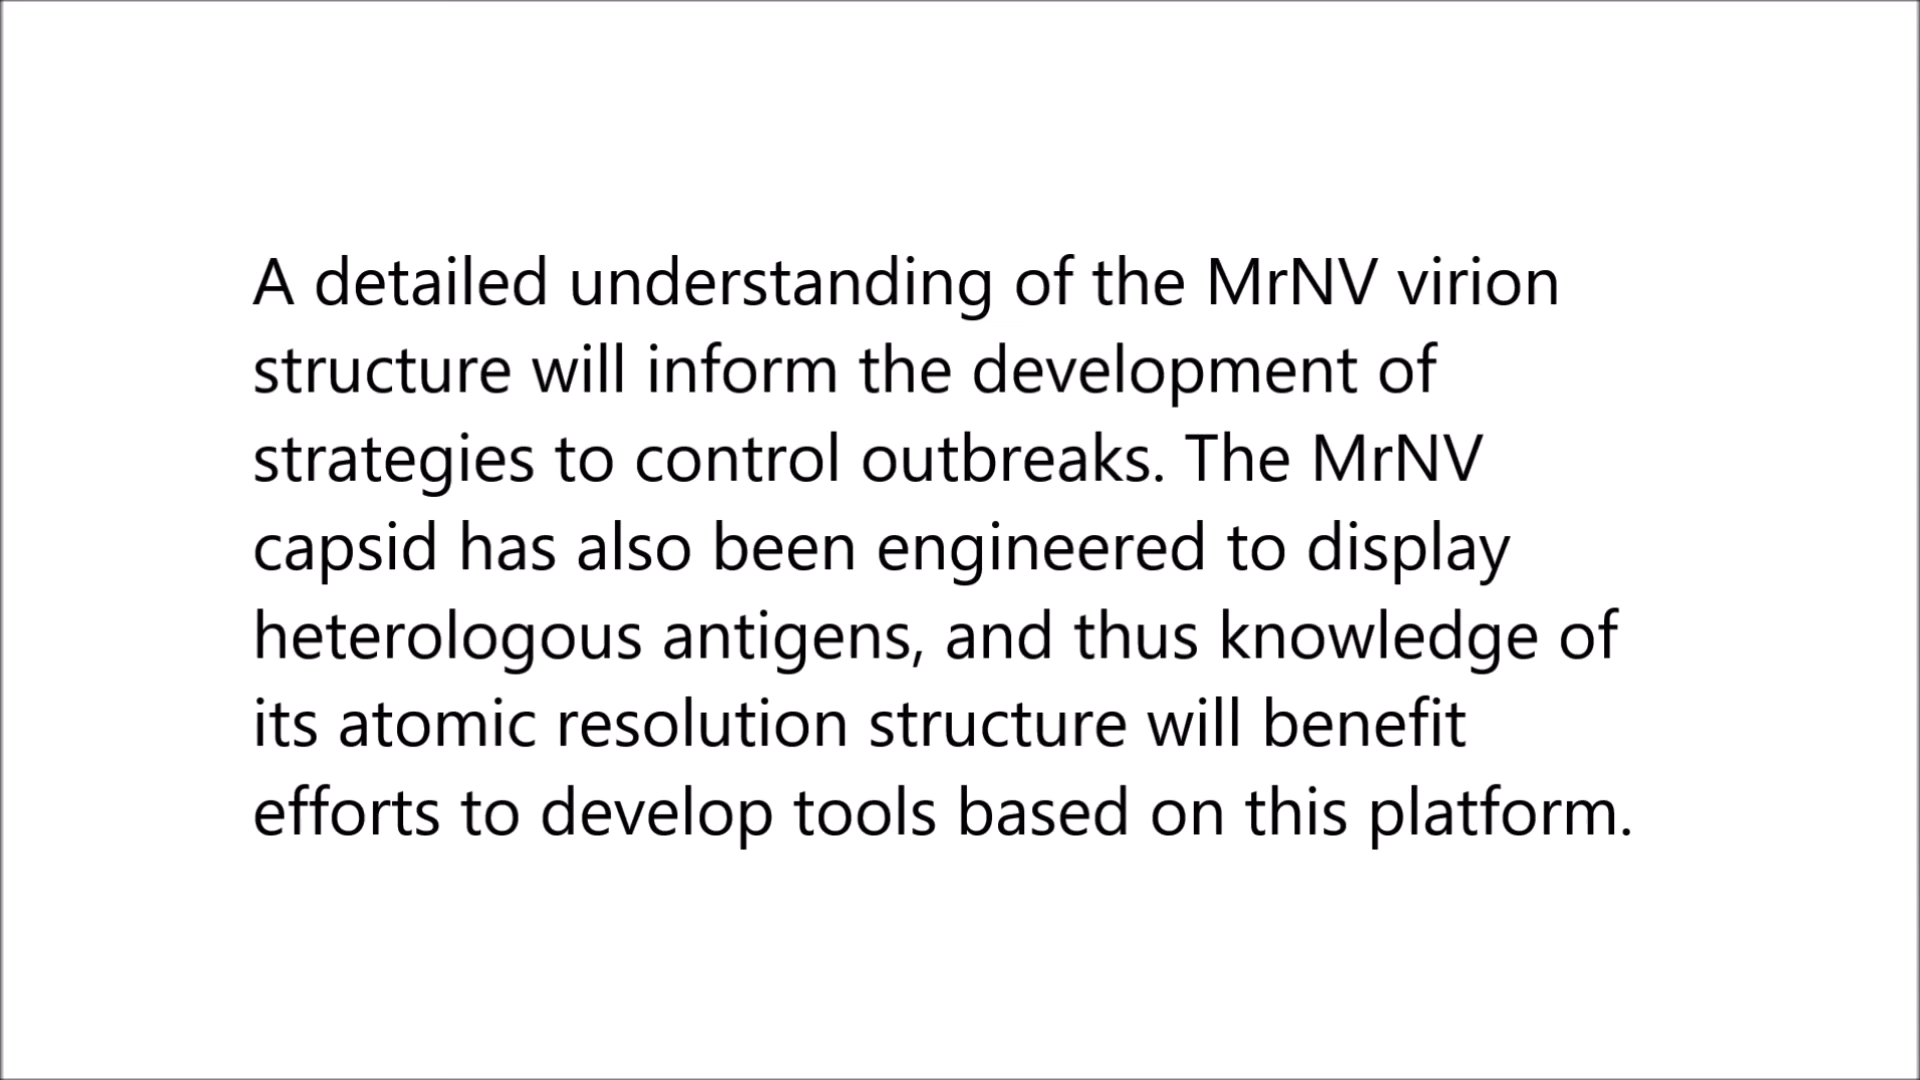 A detailed understanding of the MrNV virion
structure will inform the development of
strategies to control outbreaks. The MrNV
capsid has also been engineered to display
heterologous antigens, and thus knowledge of
its atomic resolution structure will benefit
efforts to develop tools based on this platform.